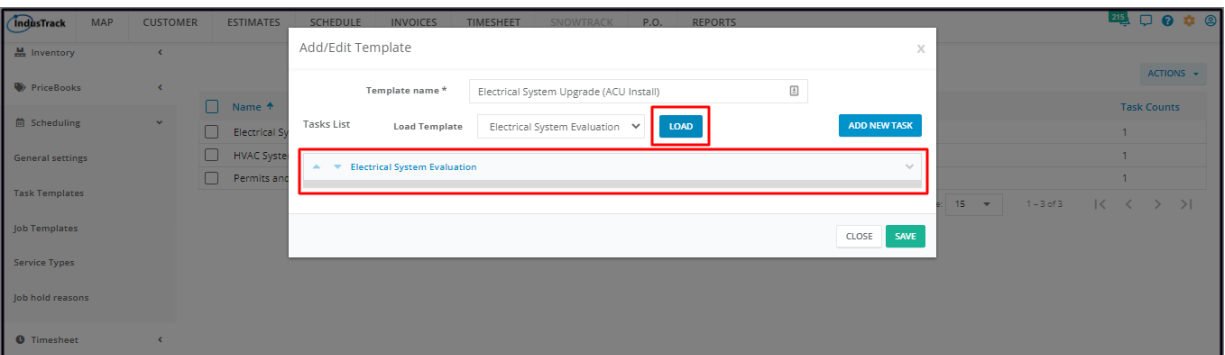 IndusTrack MAP CUSTOMER ESTIMATES SCHEDULE INVOICES TIMESHEET SNOWTRACK P.O. REPORTS 215
Add/Edit Template X
Inventory
ACTIONS
Template name * Electrical System Upgrade (ACU Install)
PriceBooks
Name Task Counts
Scheduling
Tasks List Load Template Electrical System Evaluation LOAD ADD NEW TASK
Electrical Sy 1
General settings
HVAC Syste 1
Electrical System Evaluation
Permits and 1
Task Templates
15 1 – 3 of 3
Job Templates
CLOSE SAVE
Service Types
Job hold reasons
Timesheet